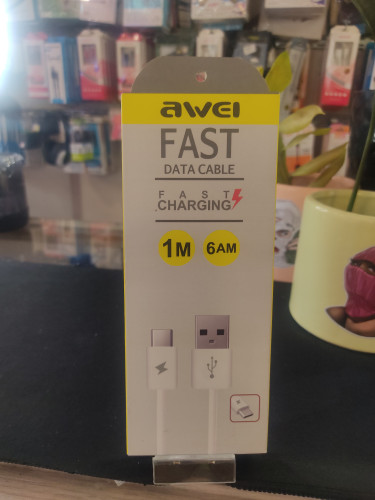 awei
FAST
DATA CABLE
FAST
CHARGING
1M
6AM